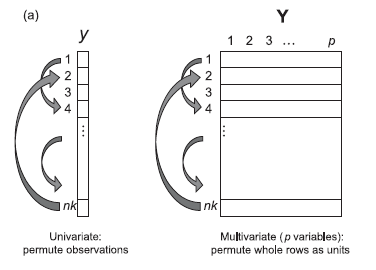 (a)
y
Y
1 2 3 ... p
1
2
3
4
⋮
nk
1
2
3
4
⋮
nk
Univariate:
permute observations
Multivariate (p variables):
permute whole rows as units